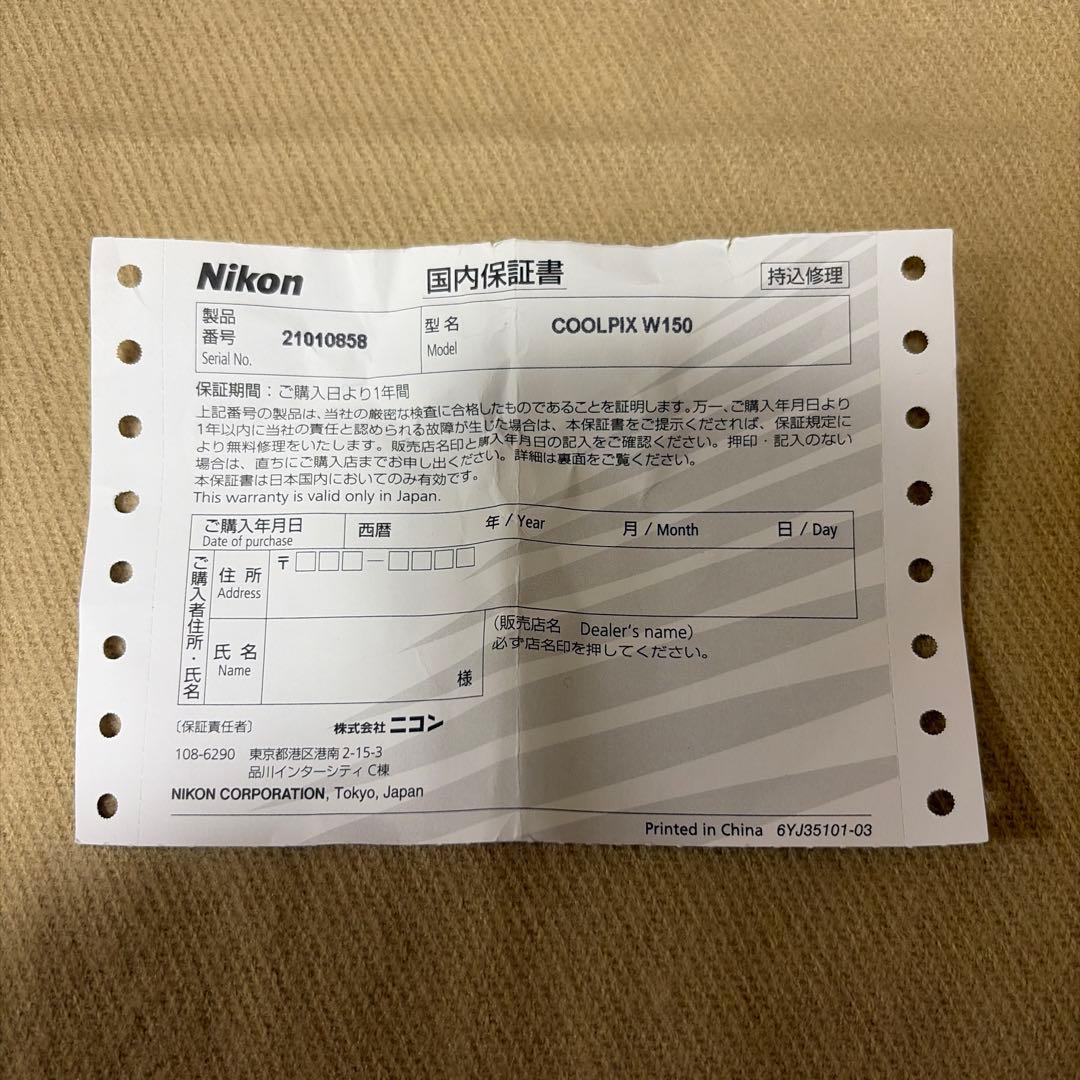 Nikon 国内保証書 持込修理
製品番号 Serial No. 21010858 型名 Model COOLPIX W150
保証期間：ご購入日より1年間
上記番号の製品は、当社の厳密な検査に合格したものであることを証明します。万一、ご購入年月日より
1年以内に当社の責任と認められる故障が生じた場合は、本保証書をご提示くだされば、保証規定に
より無料修理をいたします。販売店名印と購入年月日の記入をご確認ください。押印・記入のない
場合は、直ちにご購入店までお申し出ください。詳細は裏面をご覧ください。
本保証書は日本国内においてのみ有効です。
This warranty is valid only in Japan.
ご購入年月日 西暦 年 / Year 月 / Month 日 / Day
Date of purchase
ご購入者住所・氏名
住所 〒
Address
(販売店名 Dealer's name)
必ず店名印を押してください。
氏名
Name
様
〔保証責任者〕 株式会社 ニコン
108-6290 東京都港区港南 2-15-3
品川インターシティ C棟
NIKON CORPORATION, Tokyo, Japan
Printed in China 6YJ35101-03